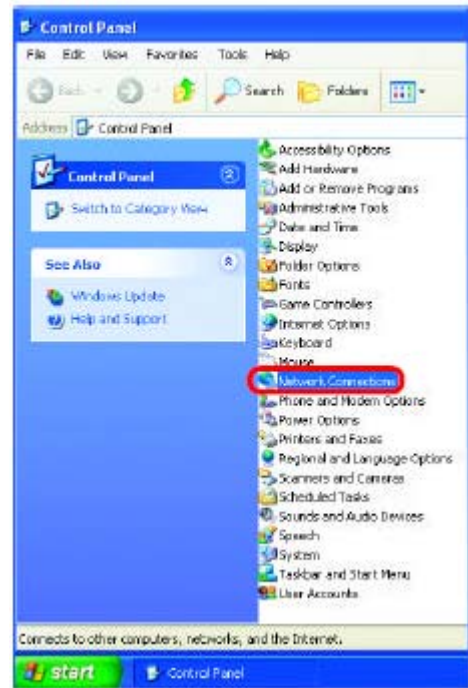 Control Panel
File Edit View Favorites Tools Help
Back Search Folders
Address Control Panel
Control Panel
Switch to Category View
See Also
Windows Update
Help and Support
Accessibility Options
Add Hardware
Add or Remove Programs
Administrative Tools
Date and Time
Display
Folder Options
Fonts
Game Controllers
Internet Options
Keyboard
Mouse
Network Connections
Phone and Modem Options
Power Options
Printers and Faxes
Regional and Language Options
Scanners and Cameras
Scheduled Tasks
Sounds and Audio Devices
Speech
System
Taskbar and Start Menu
User Accounts
Connects to other computers, networks, and the Internet.
start Control Panel